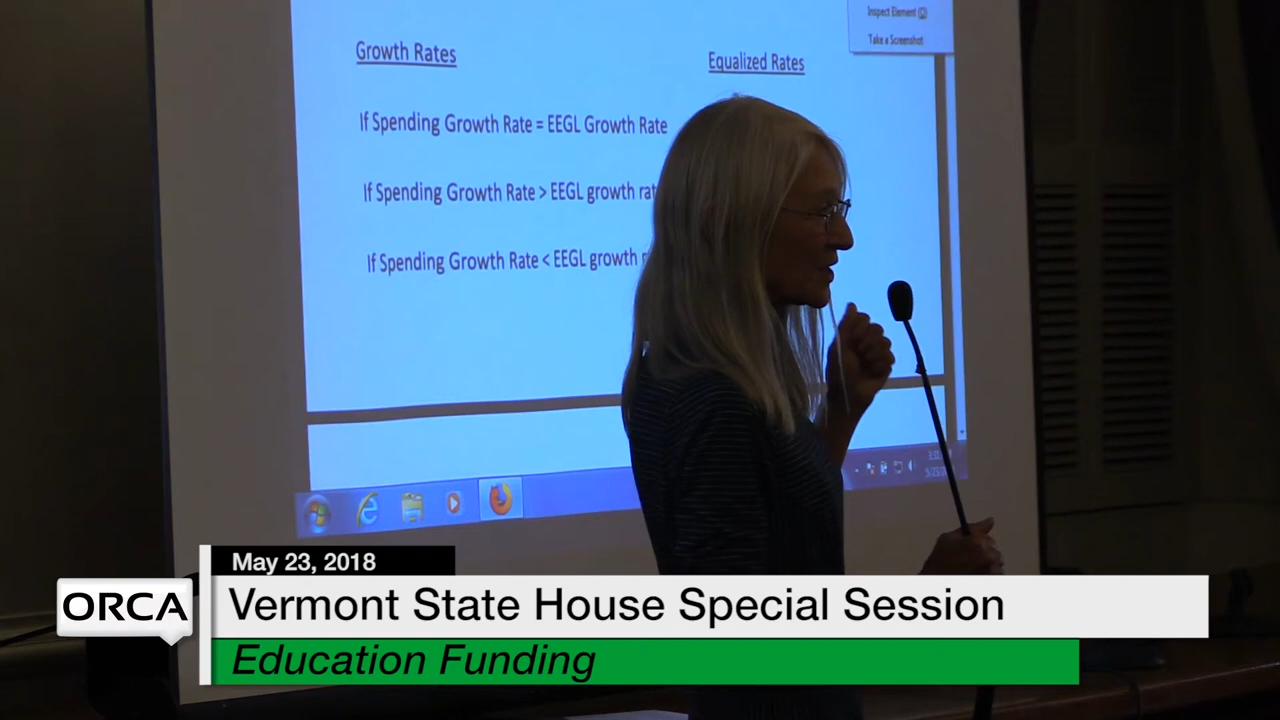 Inspect Element (Q)
Take a Screenshot
Growth Rates
Equalized Rates
If Spending Growth Rate = EEGL Growth Rate
If Spending Growth Rate > EEGL growth
If Spending Growth Rate < EEGL growth
May 23, 2018
ORCA
Vermont State House Special Session
Education Funding